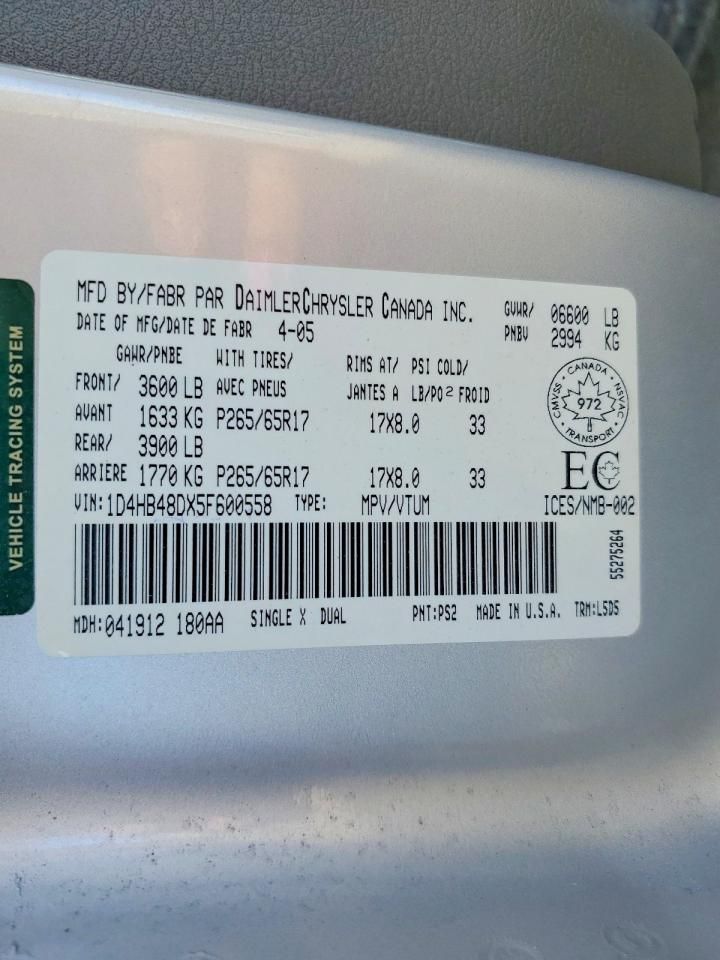 MFD BY/FABR PAR DAIMLERCHRYSLER CANADA INC.
DATE OF MFG/DATE DE FABR 4-05
GVWR/ 06600 LB
PNBV 2994 KG
GAWR/PNBE WITH TIRES/ RIMS AT/ PSI COLD/
FRONT/ 3600 LB AVEC PNEUS JANTES A LB/PO² FROID
AVANT 1633 KG P265/65R17 17X8.0 33
REAR/ 3900 LB
ARRIERE 1770 KG P265/65R17 17X8.0 33
VIN: 1D4HB48DX5F600558 TYPE: MPV/VTUM ICES/NMB-002
CANADA
CMVSS NSVAC
972
TRANSPORT
EC
55275264
MDH: 041912 180AA SINGLE X DUAL PNT:PS2 MADE IN U.S.A. TRM:L5D5
VEHICLE TRACING SYSTEM